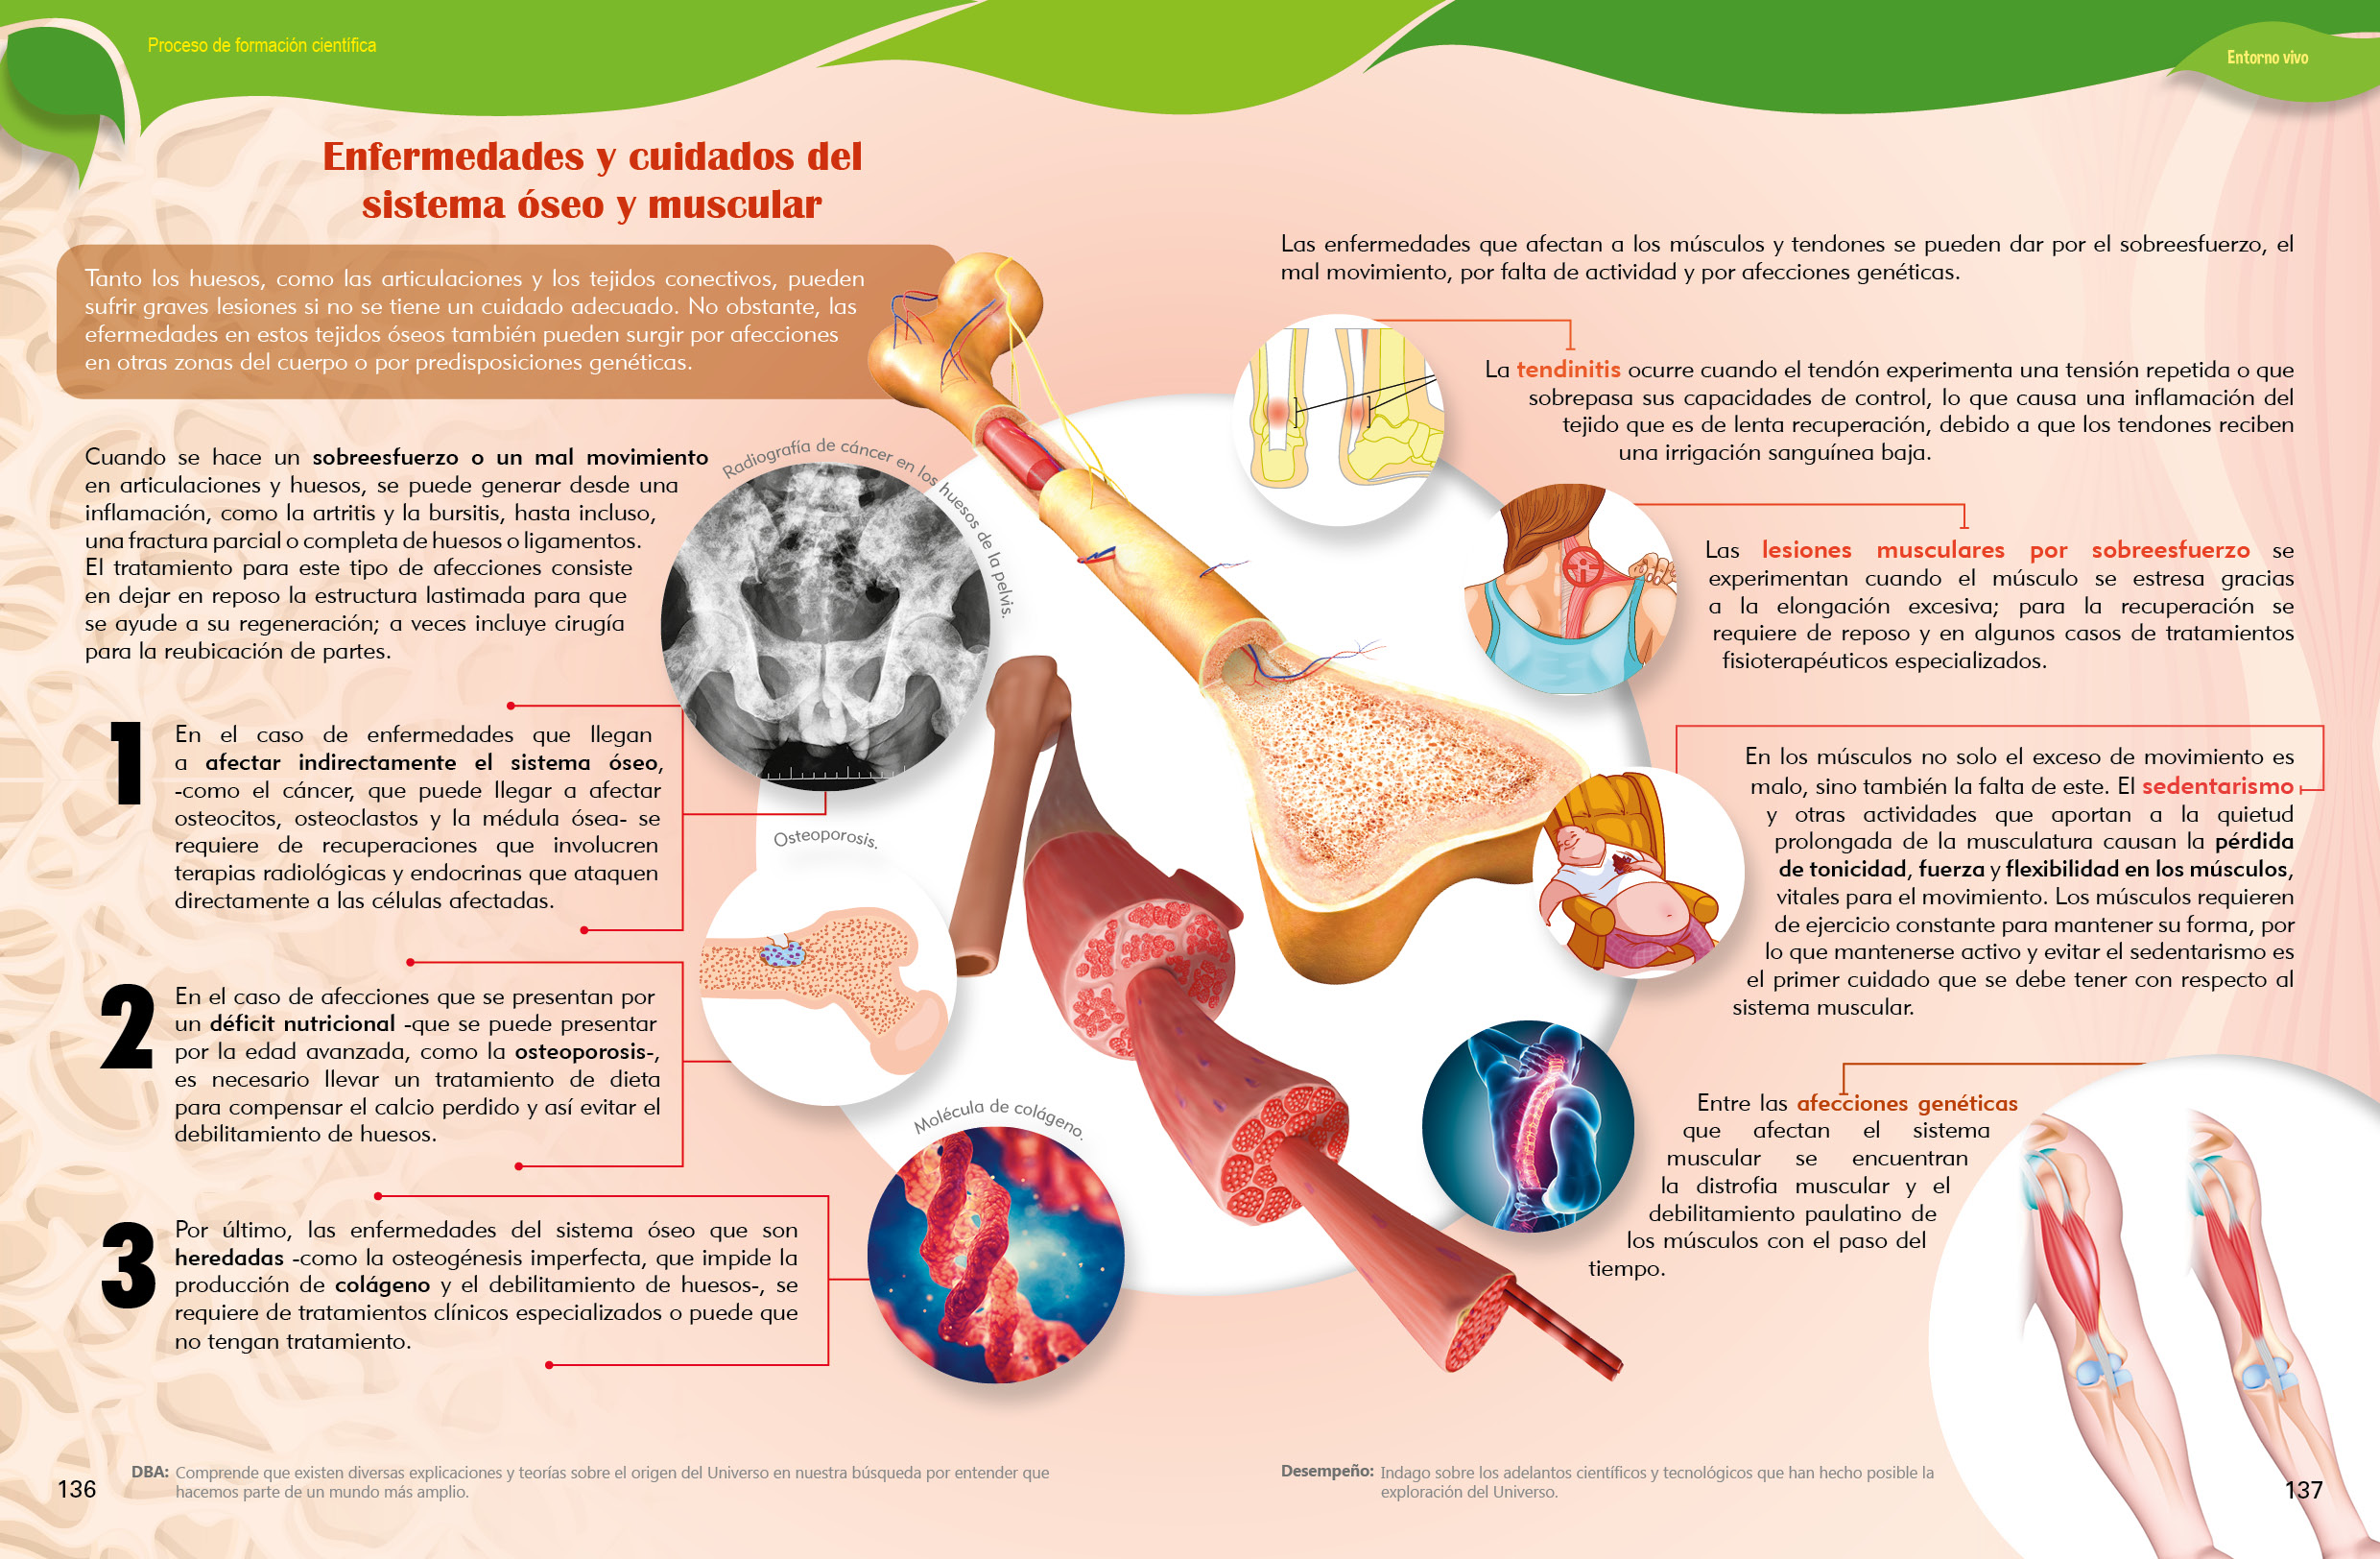 Proceso de formación científica
Entorno vivo
Enfermedades y cuidados del
sistema óseo y muscular
Tanto los huesos, como las articulaciones y los tejidos conectivos, pueden
sufrir graves lesiones si no se tiene un cuidado adecuado. No obstante, las
efermedades en estos tejidos óseos también pueden surgir por afecciones
en otras zonas del cuerpo o por predisposiciones genéticas.
Cuando se hace un sobreesfuerzo o un mal movimiento
en articulaciones y huesos, se puede generar desde una
inflamación, como la artritis y la bursitis, hasta incluso,
una fractura parcial o completa de huesos o ligamentos.
El tratamiento para este tipo de afecciones consiste
en dejar en reposo la estructura lastimada para que
se ayude a su regeneración; a veces incluye cirugía
para la reubicación de partes.
Radiografía de cáncer en los huesos de la pelvis.
1
En el caso de enfermedades que llegan
a afectar indirectamente el sistema óseo,
-como el cáncer, que puede llegar a afectar
osteocitos, osteoclastos y la médula ósea- se
requiere de recuperaciones que involucren
terapias radiológicas y endocrinas que ataquen
directamente a las células afectadas.
Osteoporosis.
2
En el caso de afecciones que se presentan por
un déficit nutricional -que se puede presentar
por la edad avanzada, como la osteoporosis-,
es necesario llevar un tratamiento de dieta
para compensar el calcio perdido y así evitar el
debilitamiento de huesos.
Molécula de colágeno.
3
Por último, las enfermedades del sistema óseo que son
heredadas -como la osteogénesis imperfecta, que impide la
producción de colágeno y el debilitamiento de huesos-, se
requiere de tratamientos clínicos especializados o puede que
no tengan tratamiento.
136
DBA: Comprende que existen diversas explicaciones y teorías sobre el origen del Universo en nuestra búsqueda por entender que
hacemos parte de un mundo más amplio.
Las enfermedades que afectan a los músculos y tendones se pueden dar por el sobreesfuerzo, el
mal movimiento, por falta de actividad y por afecciones genéticas.
La tendinitis ocurre cuando el tendón experimenta una tensión repetida o que
sobrepasa sus capacidades de control, lo que causa una inflamación del
tejido que es de lenta recuperación, debido a que los tendones reciben
una irrigación sanguínea baja.
Las lesiones musculares por sobreesfuerzo se
experimentan cuando el músculo se estresa gracias
a la elongación excesiva; para la recuperación se
requiere de reposo y en algunos casos de tratamientos
fisioterapéuticos especializados.
En los músculos no solo el exceso de movimiento es
malo, sino también la falta de este. El sedentarismo
y otras actividades que aportan a la quietud
prolongada de la musculatura causan la pérdida
de tonicidad, fuerza y flexibilidad en los músculos,
vitales para el movimiento. Los músculos requieren
de ejercicio constante para mantener su forma, por
lo que mantenerse activo y evitar el sedentarismo es
el primer cuidado que se debe tener con respecto al
sistema muscular.
Entre las afecciones genéticas
que afectan el sistema
muscular se encuentran
la distrofia muscular y el
debilitamiento paulatino de
los músculos con el paso del
tiempo.
Desempeño: Indago sobre los adelantos científicos y tecnológicos que han hecho posible la
exploración del Universo.
137